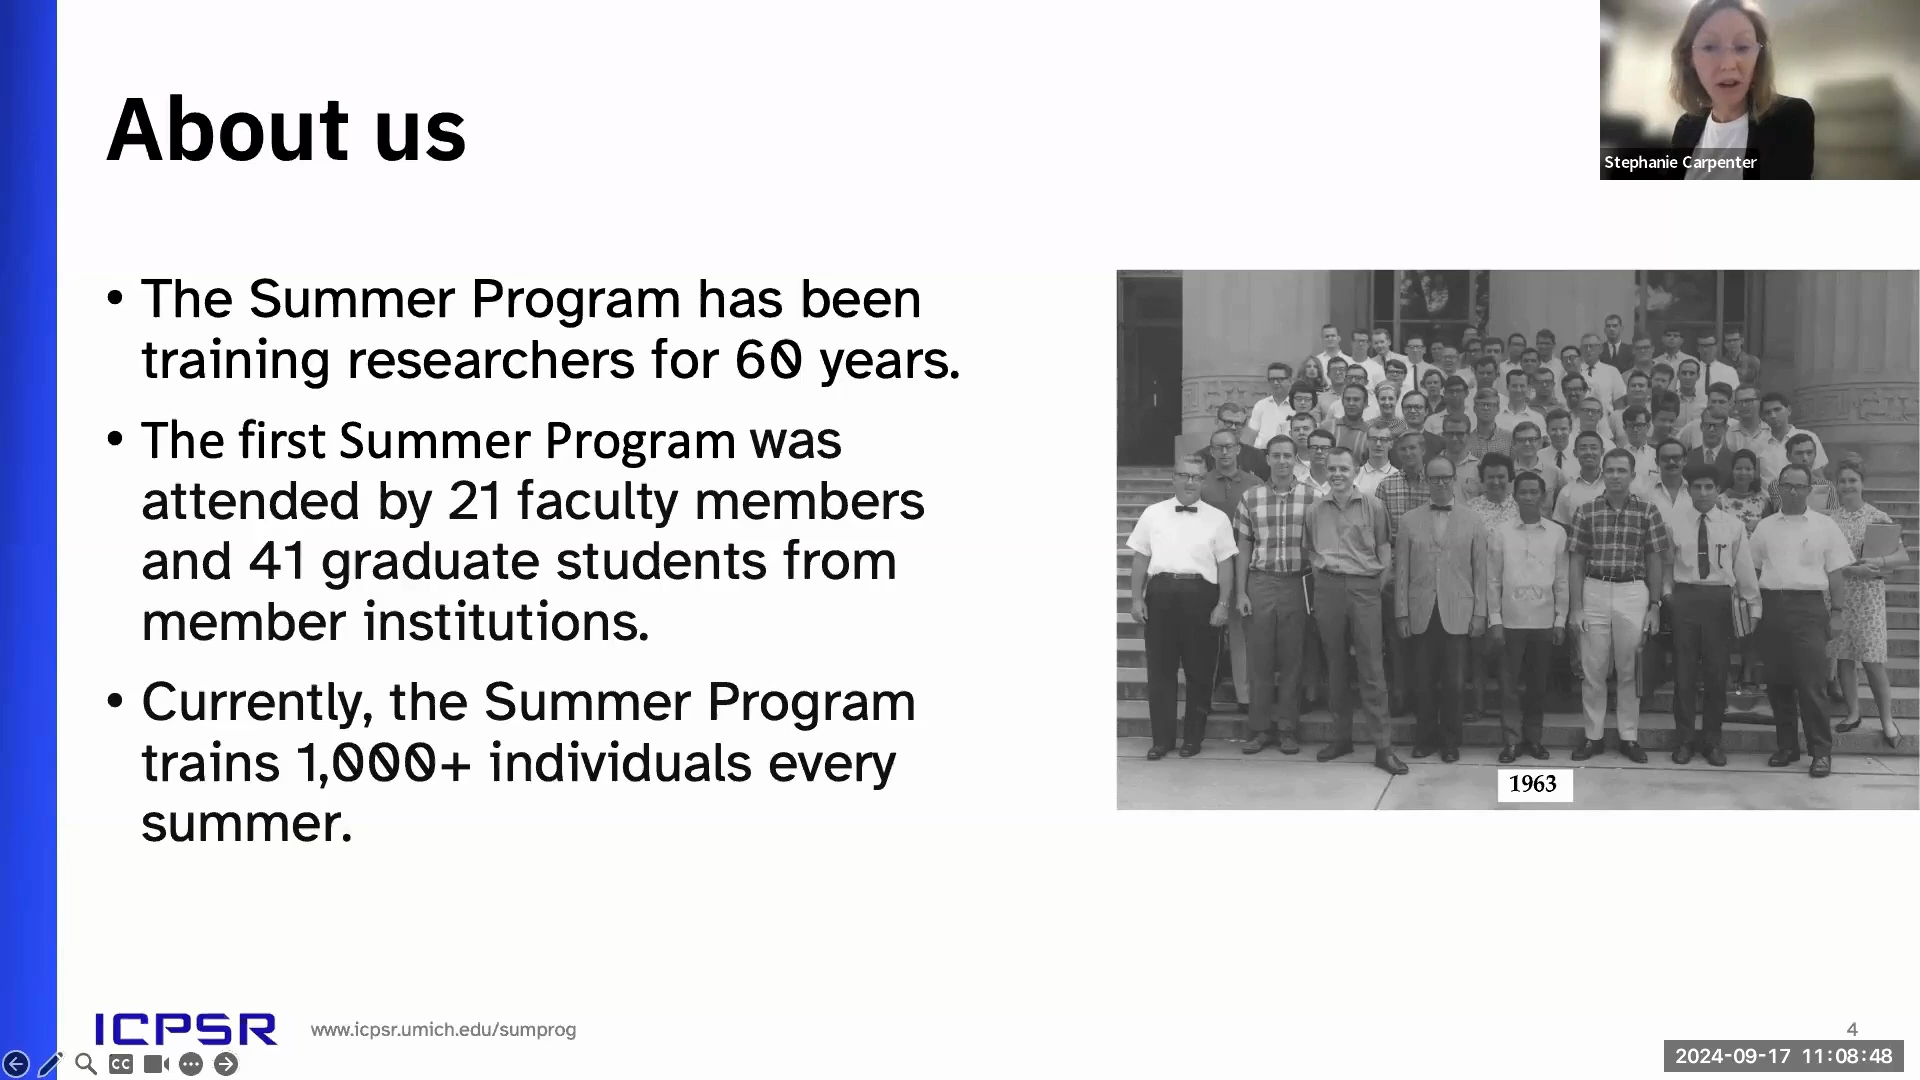 About us
Stephanie Carpenter
• The Summer Program has been
training researchers for 60 years.
• The first Summer Program was
attended by 21 faculty members
and 41 graduate students from
member institutions.
• Currently, the Summer Program
trains 1,000+ individuals every
summer.
1963
ICPSR
www.icpsr.umich.edu/sumprog
4
CC
2024-09-17 11:08:48